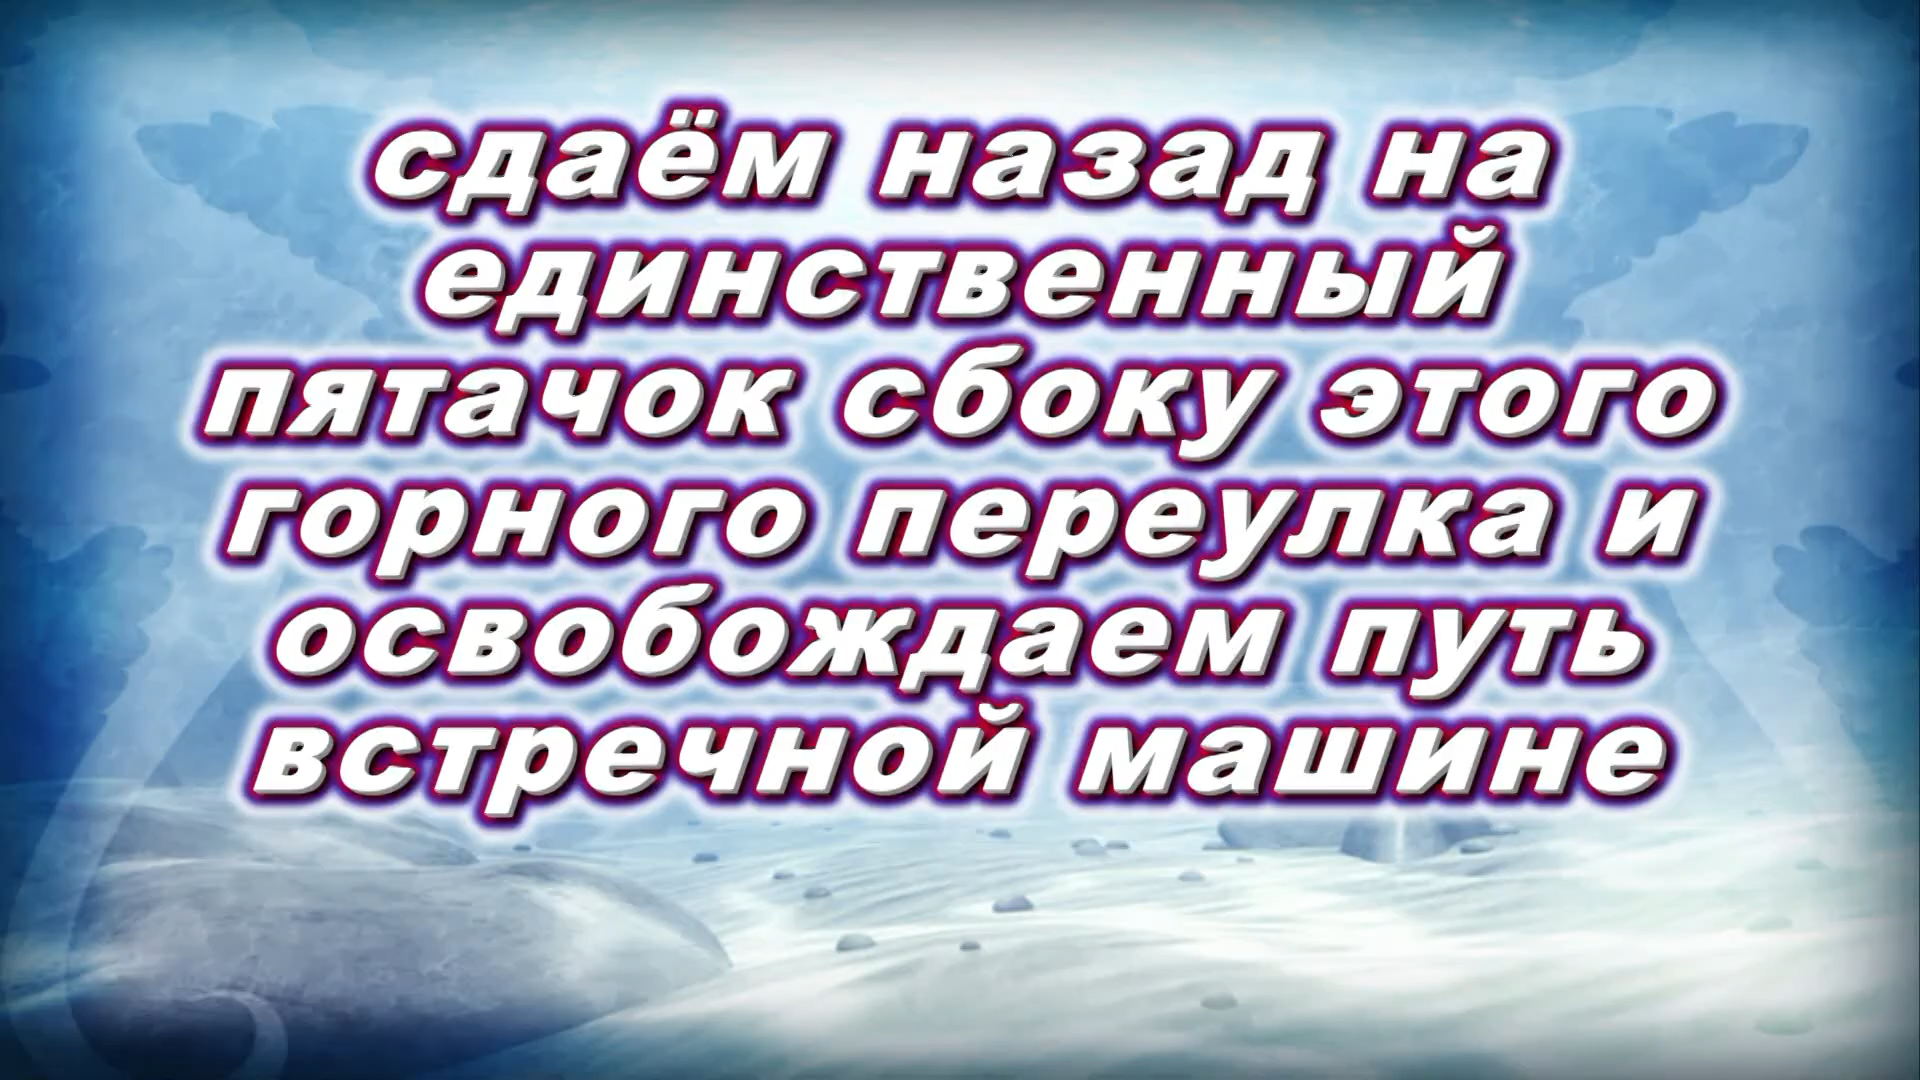 сдаём назад на
единственный
пятачок сбоку этого
горного переулка и
освобождаем путь
встречной машине